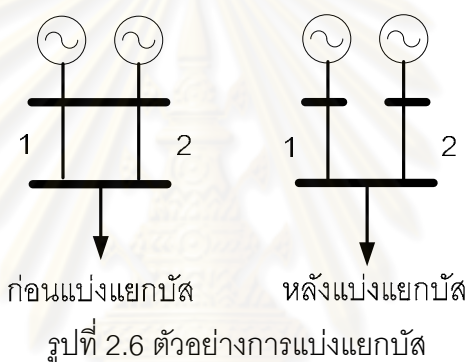 1 2 1 2
ก่อนแบ่งแยกบัส หลังแบ่งแยกบัส
รูปที่ 2.6 ตัวอย่างการแบ่งแยกบัส